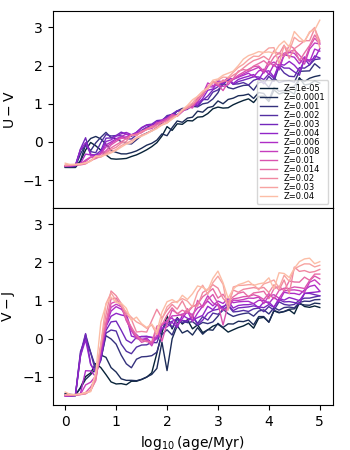 3
2
1
0
−1
U − V
Z=1e-05
Z=0.0001
Z=0.001
Z=0.002
Z=0.003
Z=0.004
Z=0.006
Z=0.008
Z=0.01
Z=0.014
Z=0.02
Z=0.03
Z=0.04
3
2
1
0
−1
V − J
0 1 2 3 4 5
log₁₀(age/Myr)